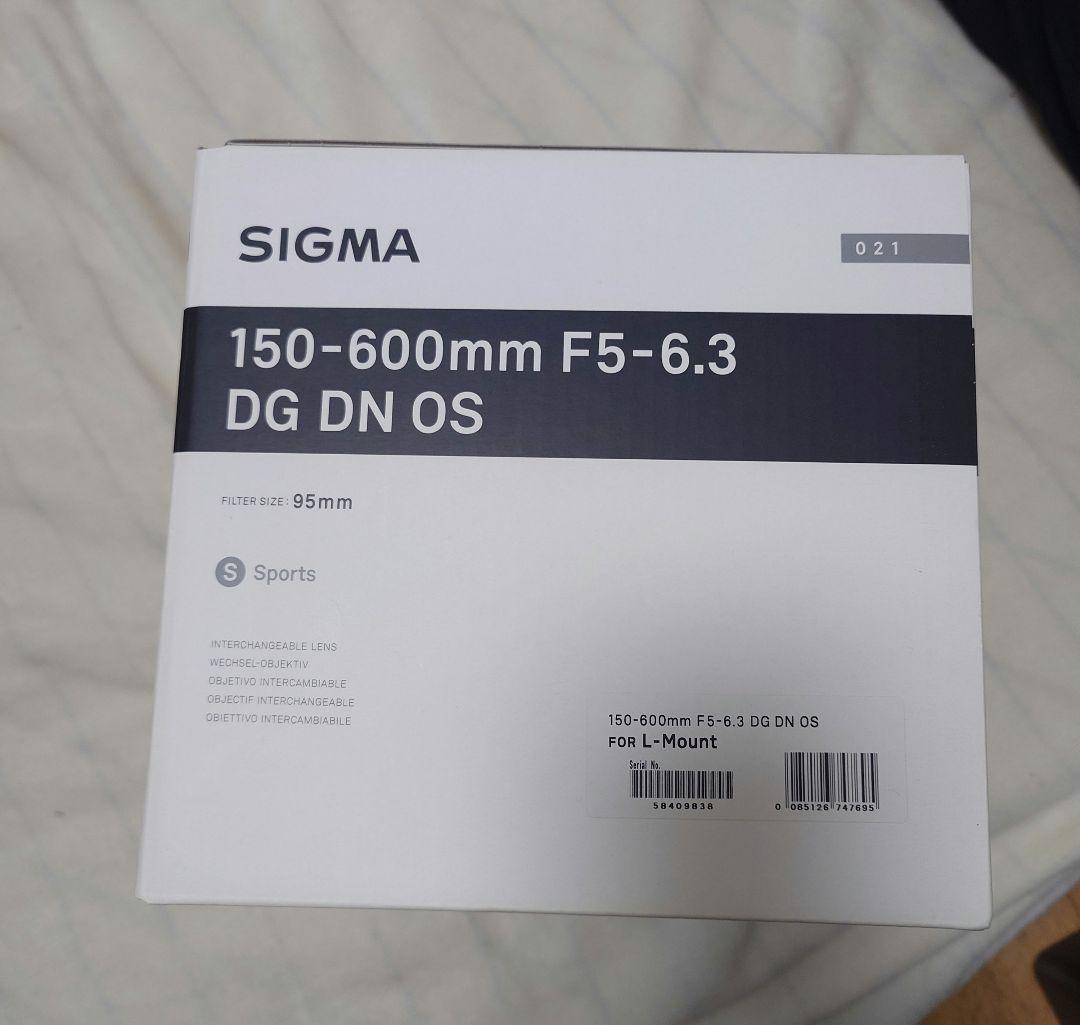 SIGMA
021
150-600mm F5-6.3
DG DN OS
FILTER SIZE: 95mm
S Sports
INTERCHANGEABLE LENS
WECHSEL-OBJEKTIV
OBJETIVO INTERCAMBIABLE
OBJECTIF INTERCHANGEABLE
OBIETTIVO INTERCAMBIABILE
150-600mm F5-6.3 DG DN OS
FOR L-Mount
Serial No.
58409838
0 085126 747695